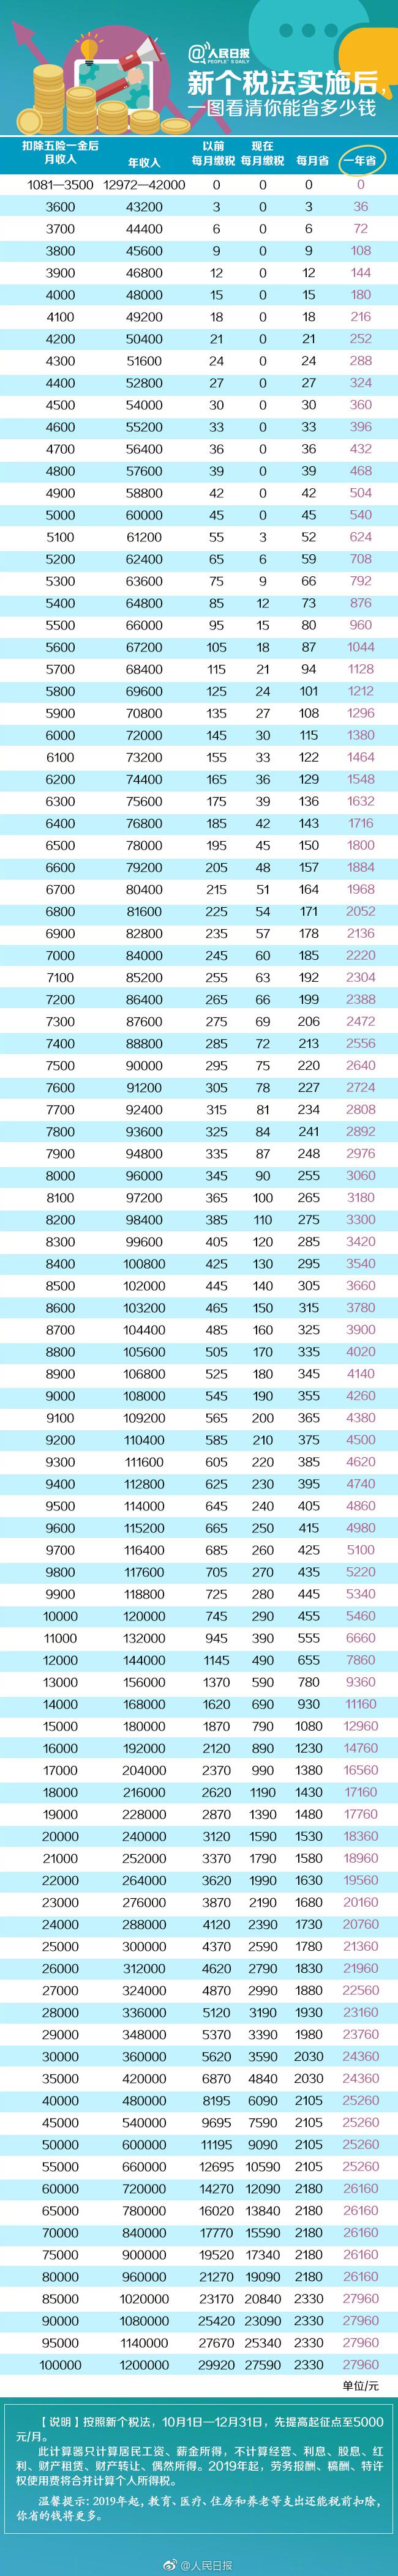 @人民日报
PEOPLE'S DAILY
新个税法实施后，
一图看清你能省多少钱
扣除五险一金后月收入 年收入 以前每月缴税 现在每月缴税 每月省 一年省
1081—3500 12972—42000 0 0 0 0
3600 43200 3 0 3 36
3700 44400 6 0 6 72
3800 45600 9 0 9 108
3900 46800 12 0 12 144
4000 48000 15 0 15 180
4100 49200 18 0 18 216
4200 50400 21 0 21 252
4300 51600 24 0 24 288
4400 52800 27 0 27 324
4500 54000 30 0 30 360
4600 55200 33 0 33 396
4700 56400 36 0 36 432
4800 57600 39 0 39 468
4900 58800 42 0 42 504
5000 60000 45 0 45 540
5100 61200 55 3 52 624
5200 62400 65 6 59 708
5300 63600 75 9 66 792
5400 64800 85 12 73 876
5500 66000 95 15 80 960
5600 67200 105 18 87 1044
5700 68400 115 21 94 1128
5800 69600 125 24 101 1212
5900 70800 135 27 108 1296
6000 72000 145 30 115 1380
6100 73200 155 33 122 1464
6200 74400 165 36 129 1548
6300 75600 175 39 136 1632
6400 76800 185 42 143 1716
6500 78000 195 45 150 1800
6600 79200 205 48 157 1884
6700 80400 215 51 164 1968
6800 81600 225 54 171 2052
6900 82800 235 57 178 2136
7000 84000 245 60 185 2220
7100 85200 255 63 192 2304
7200 86400 265 66 199 2388
7300 87600 275 69 206 2472
7400 88800 285 72 213 2556
7500 90000 295 75 220 2640
7600 91200 305 78 227 2724
7700 92400 315 81 234 2808
7800 93600 325 84 241 2892
7900 94800 335 87 248 2976
8000 96000 345 90 255 3060
8100 97200 365 100 265 3180
8200 98400 385 110 275 3300
8300 99600 405 120 285 3420
8400 100800 425 130 295 3540
8500 102000 445 140 305 3660
8600 103200 465 150 315 3780
8700 104400 485 160 325 3900
8800 105600 505 170 335 4020
8900 106800 525 180 345 4140
9000 108000 545 190 355 4260
9100 109200 565 200 365 4380
9200 110400 585 210 375 4500
9300 111600 605 220 385 4620
9400 112800 625 230 395 4740
9500 114000 645 240 405 4860
9600 115200 665 250 415 4980
9700 116400 685 260 425 5100
9800 117600 705 270 435 5220
9900 118800 725 280 445 5340
10000 120000 745 290 455 5460
11000 132000 945 390 555 6660
12000 144000 1145 490 655 7860
13000 156000 1370 590 780 9360
14000 168000 1620 690 930 11160
15000 180000 1870 790 1080 12960
16000 192000 2120 890 1230 14760
17000 204000 2370 990 1380 16560
18000 216000 2620 1190 1430 17160
19000 228000 2870 1390 1480 17760
20000 240000 3120 1590 1530 18360
21000 252000 3370 1790 1580 18960
22000 264000 3620 1990 1630 19560
23000 276000 3870 2190 1680 20160
24000 288000 4120 2390 1730 20760
25000 300000 4370 2590 1780 21360
26000 312000 4620 2790 1830 21960
27000 324000 4870 2990 1880 22560
28000 336000 5120 3190 1930 23160
29000 348000 5370 3390 1980 23760
30000 360000 5620 3590 2030 24360
35000 420000 6870 4840 2030 24360
40000 480000 8195 6090 2105 25260
45000 540000 9695 7590 2105 25260
50000 600000 11195 9090 2105 25260
55000 660000 12695 10590 2105 25260
60000 720000 14270 12090 2180 26160
65000 780000 16020 13840 2180 26160
70000 840000 17770 15590 2180 26160
75000 900000 19520 17340 2180 26160
80000 960000 21270 19090 2180 26160
85000 1020000 23170 20840 2330 27960
90000 1080000 25420 23090 2330 27960
95000 1140000 27670 25340 2330 27960
100000 1200000 29920 27590 2330 27960
单位/元
【说明】按照新个税法，10月1日—12月31日，先提高起征点至5000
元/月。
此计算器只计算居民工资、薪金所得，不计算经营、利息、股息、红
利、财产租赁、财产转让、偶然所得。2019年起，劳务报酬、稿酬、特许
权使用费将合并计算个人所得税。
温馨提示：2019年起，教育、医疗、住房和养老等支出还能税前扣除，
你省的钱将更多。
@人民日报